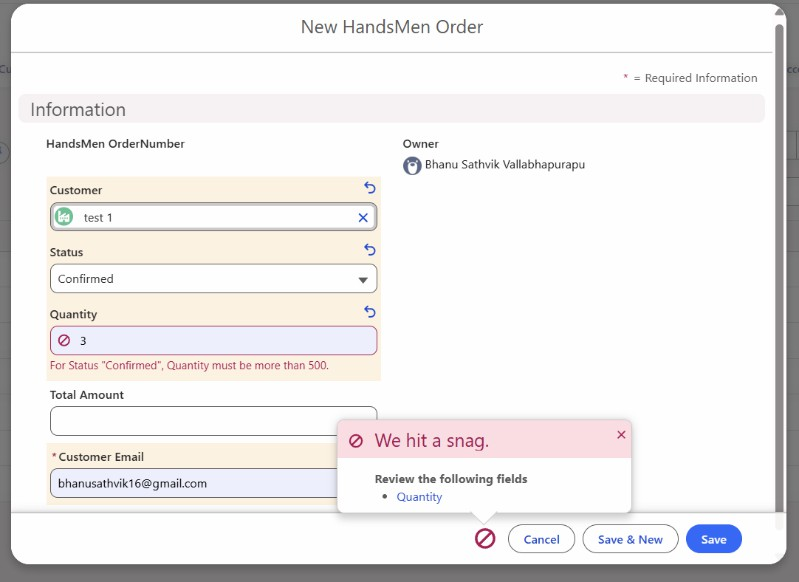 New HandsMen Order
* = Required Information
Information
HandsMen OrderNumber
Owner
Bhanu Sathvik Vallabhapurapu
Customer
test 1
Status
Confirmed
Quantity
3
For Status "Confirmed", Quantity must be more than 500.
Total Amount
* Customer Email
bhanusathvik16@gmail.com
We hit a snag.
Review the following fields
• Quantity
Cancel
Save & New
Save